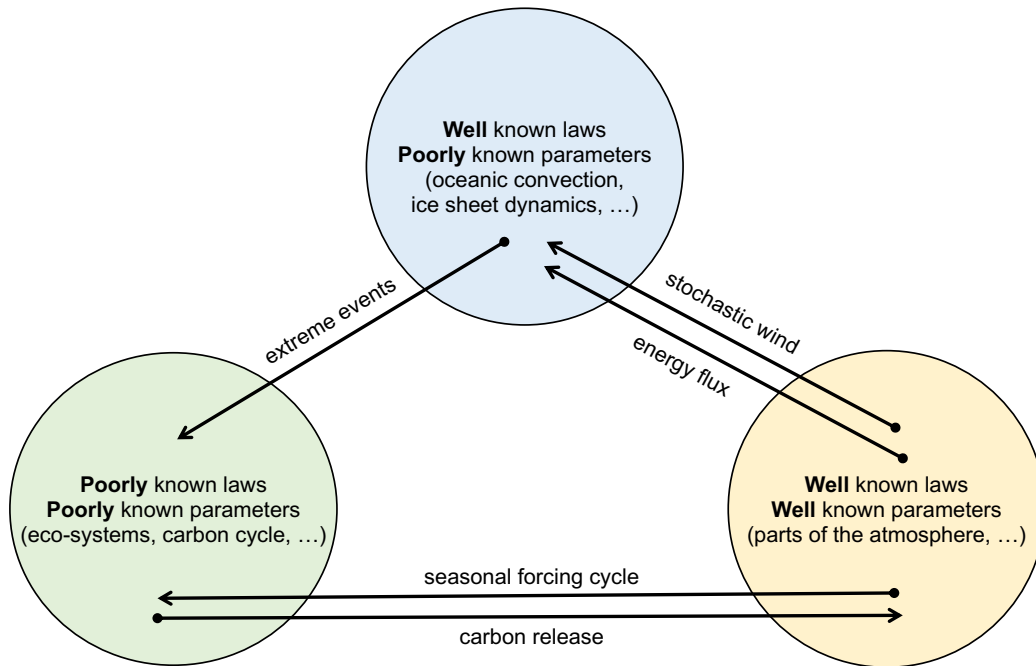 Well known laws
Poorly known parameters
(oceanic convection,
ice sheet dynamics, …)
extreme events
stochastic wind
energy flux
Poorly known laws
Poorly known parameters
(eco-systems, carbon cycle, …)
Well known laws
Well known parameters
(parts of the atmosphere, …)
seasonal forcing cycle
carbon release